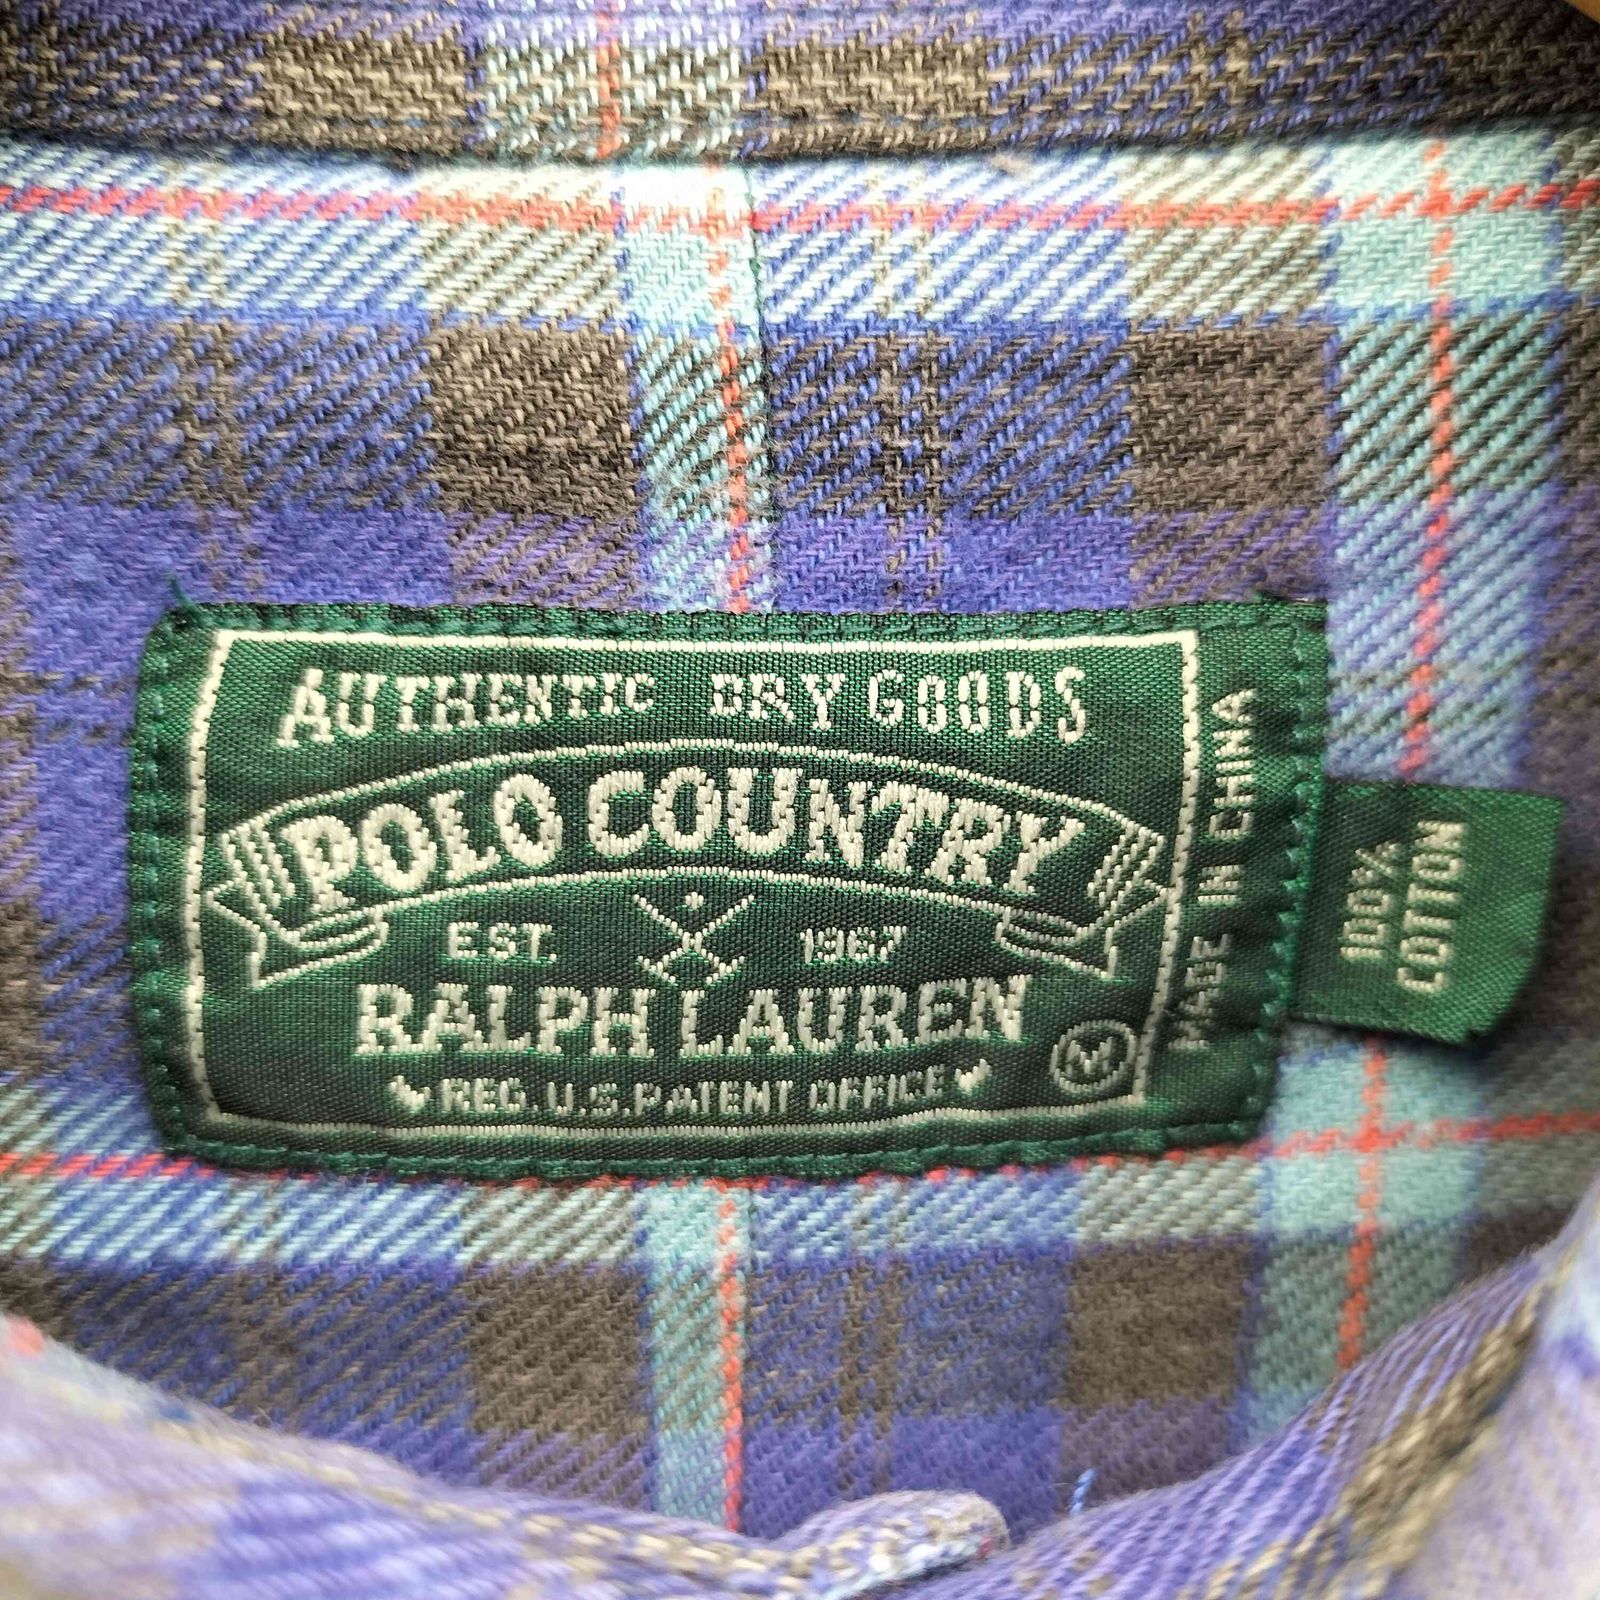 AUTHENTIC DRY GOODS
POLO COUNTRY
EST. 1967
RALPH LAUREN
M
REG. U.S. PATENT OFFICE
MADE IN CHINA
100%
COTTON